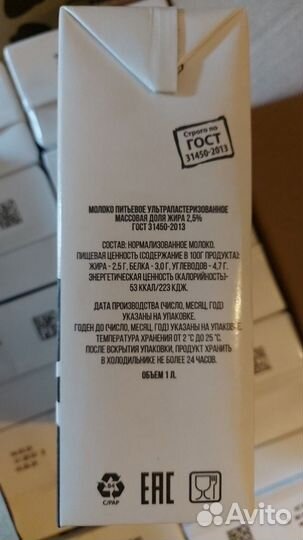 Строго по
ГОСТ
31450-2013
МОЛОКО ПИТЬЕВОЕ УЛЬТРАПАСТЕРИЗОВАННОЕ
МАССОВАЯ ДОЛЯ ЖИРА 2,5%
ГОСТ 31450-2013
СОСТАВ: НОРМАЛИЗОВАННОЕ МОЛОКО.
ПИЩЕВАЯ ЦЕННОСТЬ (СОДЕРЖАНИЕ В 100Г ПРОДУКТА):
ЖИРА - 2,5 Г, БЕЛКА - 3,0 Г, УГЛЕВОДОВ - 4,7 Г.
ЭНЕРГЕТИЧЕСКАЯ ЦЕННОСТЬ (КАЛОРИЙНОСТЬ)-
53 ККАЛ/223 КДЖ.
ДАТА ПРОИЗВОДСТВА (ЧИСЛО, МЕСЯЦ, ГОД)
УКАЗАНЫ НА УПАКОВКЕ.
ГОДЕН ДО (ЧИСЛО, МЕСЯЦ, ГОД) УКАЗАНЫ НА УПАКОВКЕ.
ТЕМПЕРАТУРА ХРАНЕНИЯ ОТ 2 °С ДО 25 °С.
ПОСЛЕ ВСКРЫТИЯ УПАКОВКИ, ПРОДУКТ ХРАНИТЬ
В ХОЛОДИЛЬНИКЕ НЕ БОЛЕЕ 24 ЧАСОВ.
ОБЪЕМ 1 Л.
84
C/PAP
EAC
Avito